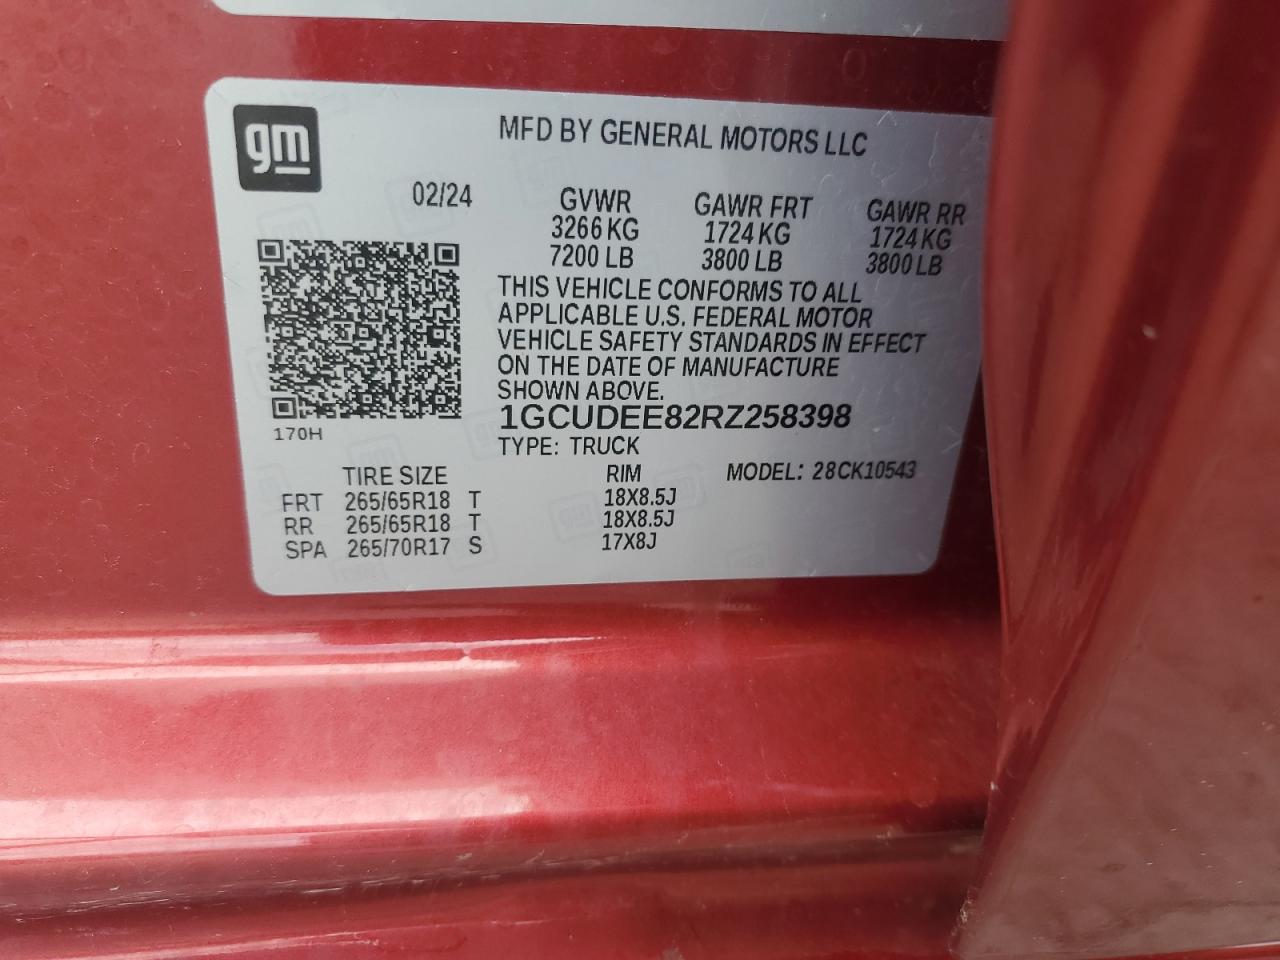 gm
MFD BY GENERAL MOTORS LLC
02/24 GVWR GAWR FRT GAWR RR
3266 KG 1724 KG 1724 KG
7200 LB 3800 LB 3800 LB
THIS VEHICLE CONFORMS TO ALL
APPLICABLE U.S. FEDERAL MOTOR
VEHICLE SAFETY STANDARDS IN EFFECT
ON THE DATE OF MANUFACTURE
SHOWN ABOVE.
1GCUDEE82RZ258398
170H
TYPE: TRUCK
TIRE SIZE RIM MODEL: 28CK10543
FRT 265/65R18 T 18X8.5J
RR 265/65R18 T 18X8.5J
SPA 265/70R17 S 17X8J